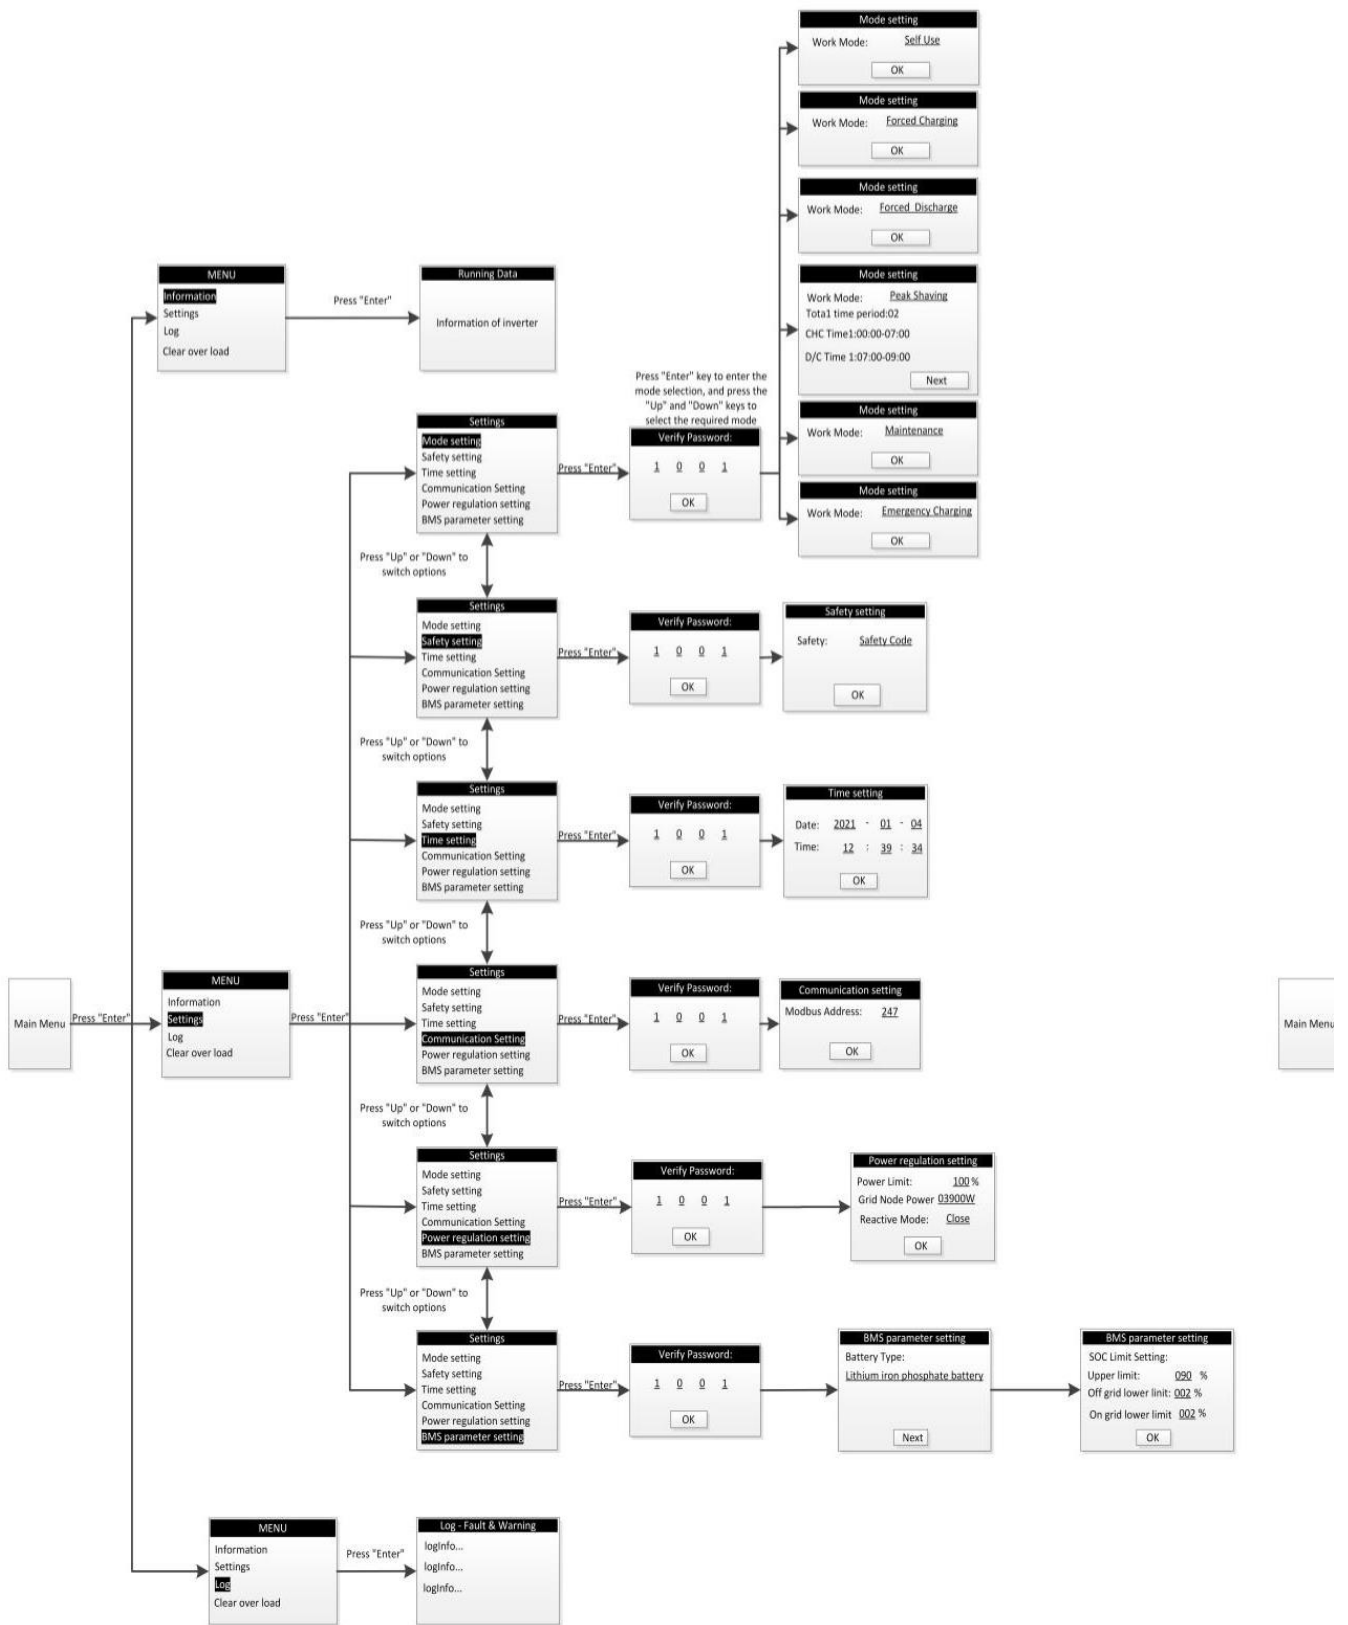 Mode setting
Work Mode: Self Use
OK
Mode setting
Work Mode: Forced Charging
OK
Mode setting
Work Mode: Forced Discharge
OK
Mode setting
Work Mode: Peak Shaving
Tota1 time period:02
CHC Time1:00:00-07:00
D/C Time 1:07:00-09:00
Next
Mode setting
Work Mode: Maintenance
OK
Mode setting
Work Mode: Emergency Charging
OK
MENU
Information
Settings
Log
Clear over load
Press "Enter"
Running Data
Information of inverter
Press "Enter" key to enter the
mode selection, and press the
"Up" and "Down" keys to
select the required mode
Settings
Mode setting
Safety setting
Time setting
Communication Setting
Power regulation setting
BMS parameter setting
Press "Enter"
Verify Password:
1 0 0 1
OK
Press "Up" or "Down" to
switch options
Settings
Mode setting
Safety setting
Time setting
Communication Setting
Power regulation setting
BMS parameter setting
Press "Enter"
Verify Password:
1 0 0 1
OK
Safety setting
Safety: Safety Code
OK
Press "Up" or "Down" to
switch options
Settings
Mode setting
Safety setting
Time setting
Communication Setting
Power regulation setting
BMS parameter setting
Press "Enter"
Verify Password:
1 0 0 1
OK
Time setting
Date: 2021 - 01 - 04
Time: 12 : 39 : 34
OK
Press "Up" or "Down" to
switch options
Main Menu
Press "Enter"
MENU
Information
Settings
Log
Clear over load
Press "Enter"
Settings
Mode setting
Safety setting
Time setting
Communication Setting
Power regulation setting
BMS parameter setting
Press "Enter"
Verify Password:
1 0 0 1
OK
Communication setting
Modbus Address: 247
OK
Main Menu
Press "Up" or "Down" to
switch options
Settings
Mode setting
Safety setting
Time setting
Communication Setting
Power regulation setting
BMS parameter setting
Press "Enter"
Verify Password:
1 0 0 1
OK
Power regulation setting
Power Limit: 100 %
Grid Node Power 03900W
Reactive Mode: Close
OK
Press "Up" or "Down" to
switch options
Settings
Mode setting
Safety setting
Time setting
Communication Setting
Power regulation setting
BMS parameter setting
Press "Enter"
Verify Password:
1 0 0 1
OK
BMS parameter setting
Battery Type:
Lithium iron phosphate battery
Next
BMS parameter setting
SOC Limit Setting:
Upper limit: 090 %
Off grid lower linit: 002 %
On grid lower limit 002 %
OK
MENU
Information
Settings
Log
Clear over load
Press "Enter"
Log - Fault & Warning
logInfo...
logInfo...
logInfo...